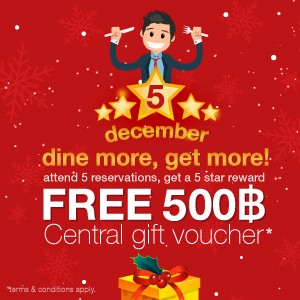 5
december
dine more, get more!
attend 5 reservations, get a 5 star reward
FREE 500฿
Central gift voucher*
*terms & conditions apply.